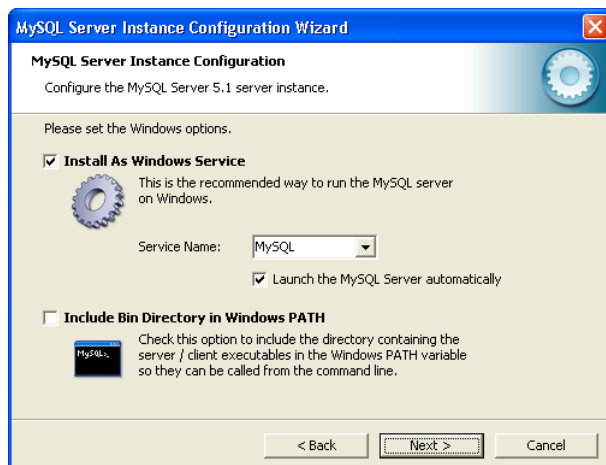 MySQL Server Instance Configuration Wizard
MySQL Server Instance Configuration
Configure the MySQL Server 5.1 server instance.
Please set the Windows options.
Install As Windows Service
This is the recommended way to run the MySQL server
on Windows.
Service Name: MySQL
Launch the MySQL Server automatically
Include Bin Directory in Windows PATH
MySQL>_
Check this option to include the directory containing the
server / client executables in the Windows PATH variable
so they can be called from the command line.
< Back Next > Cancel